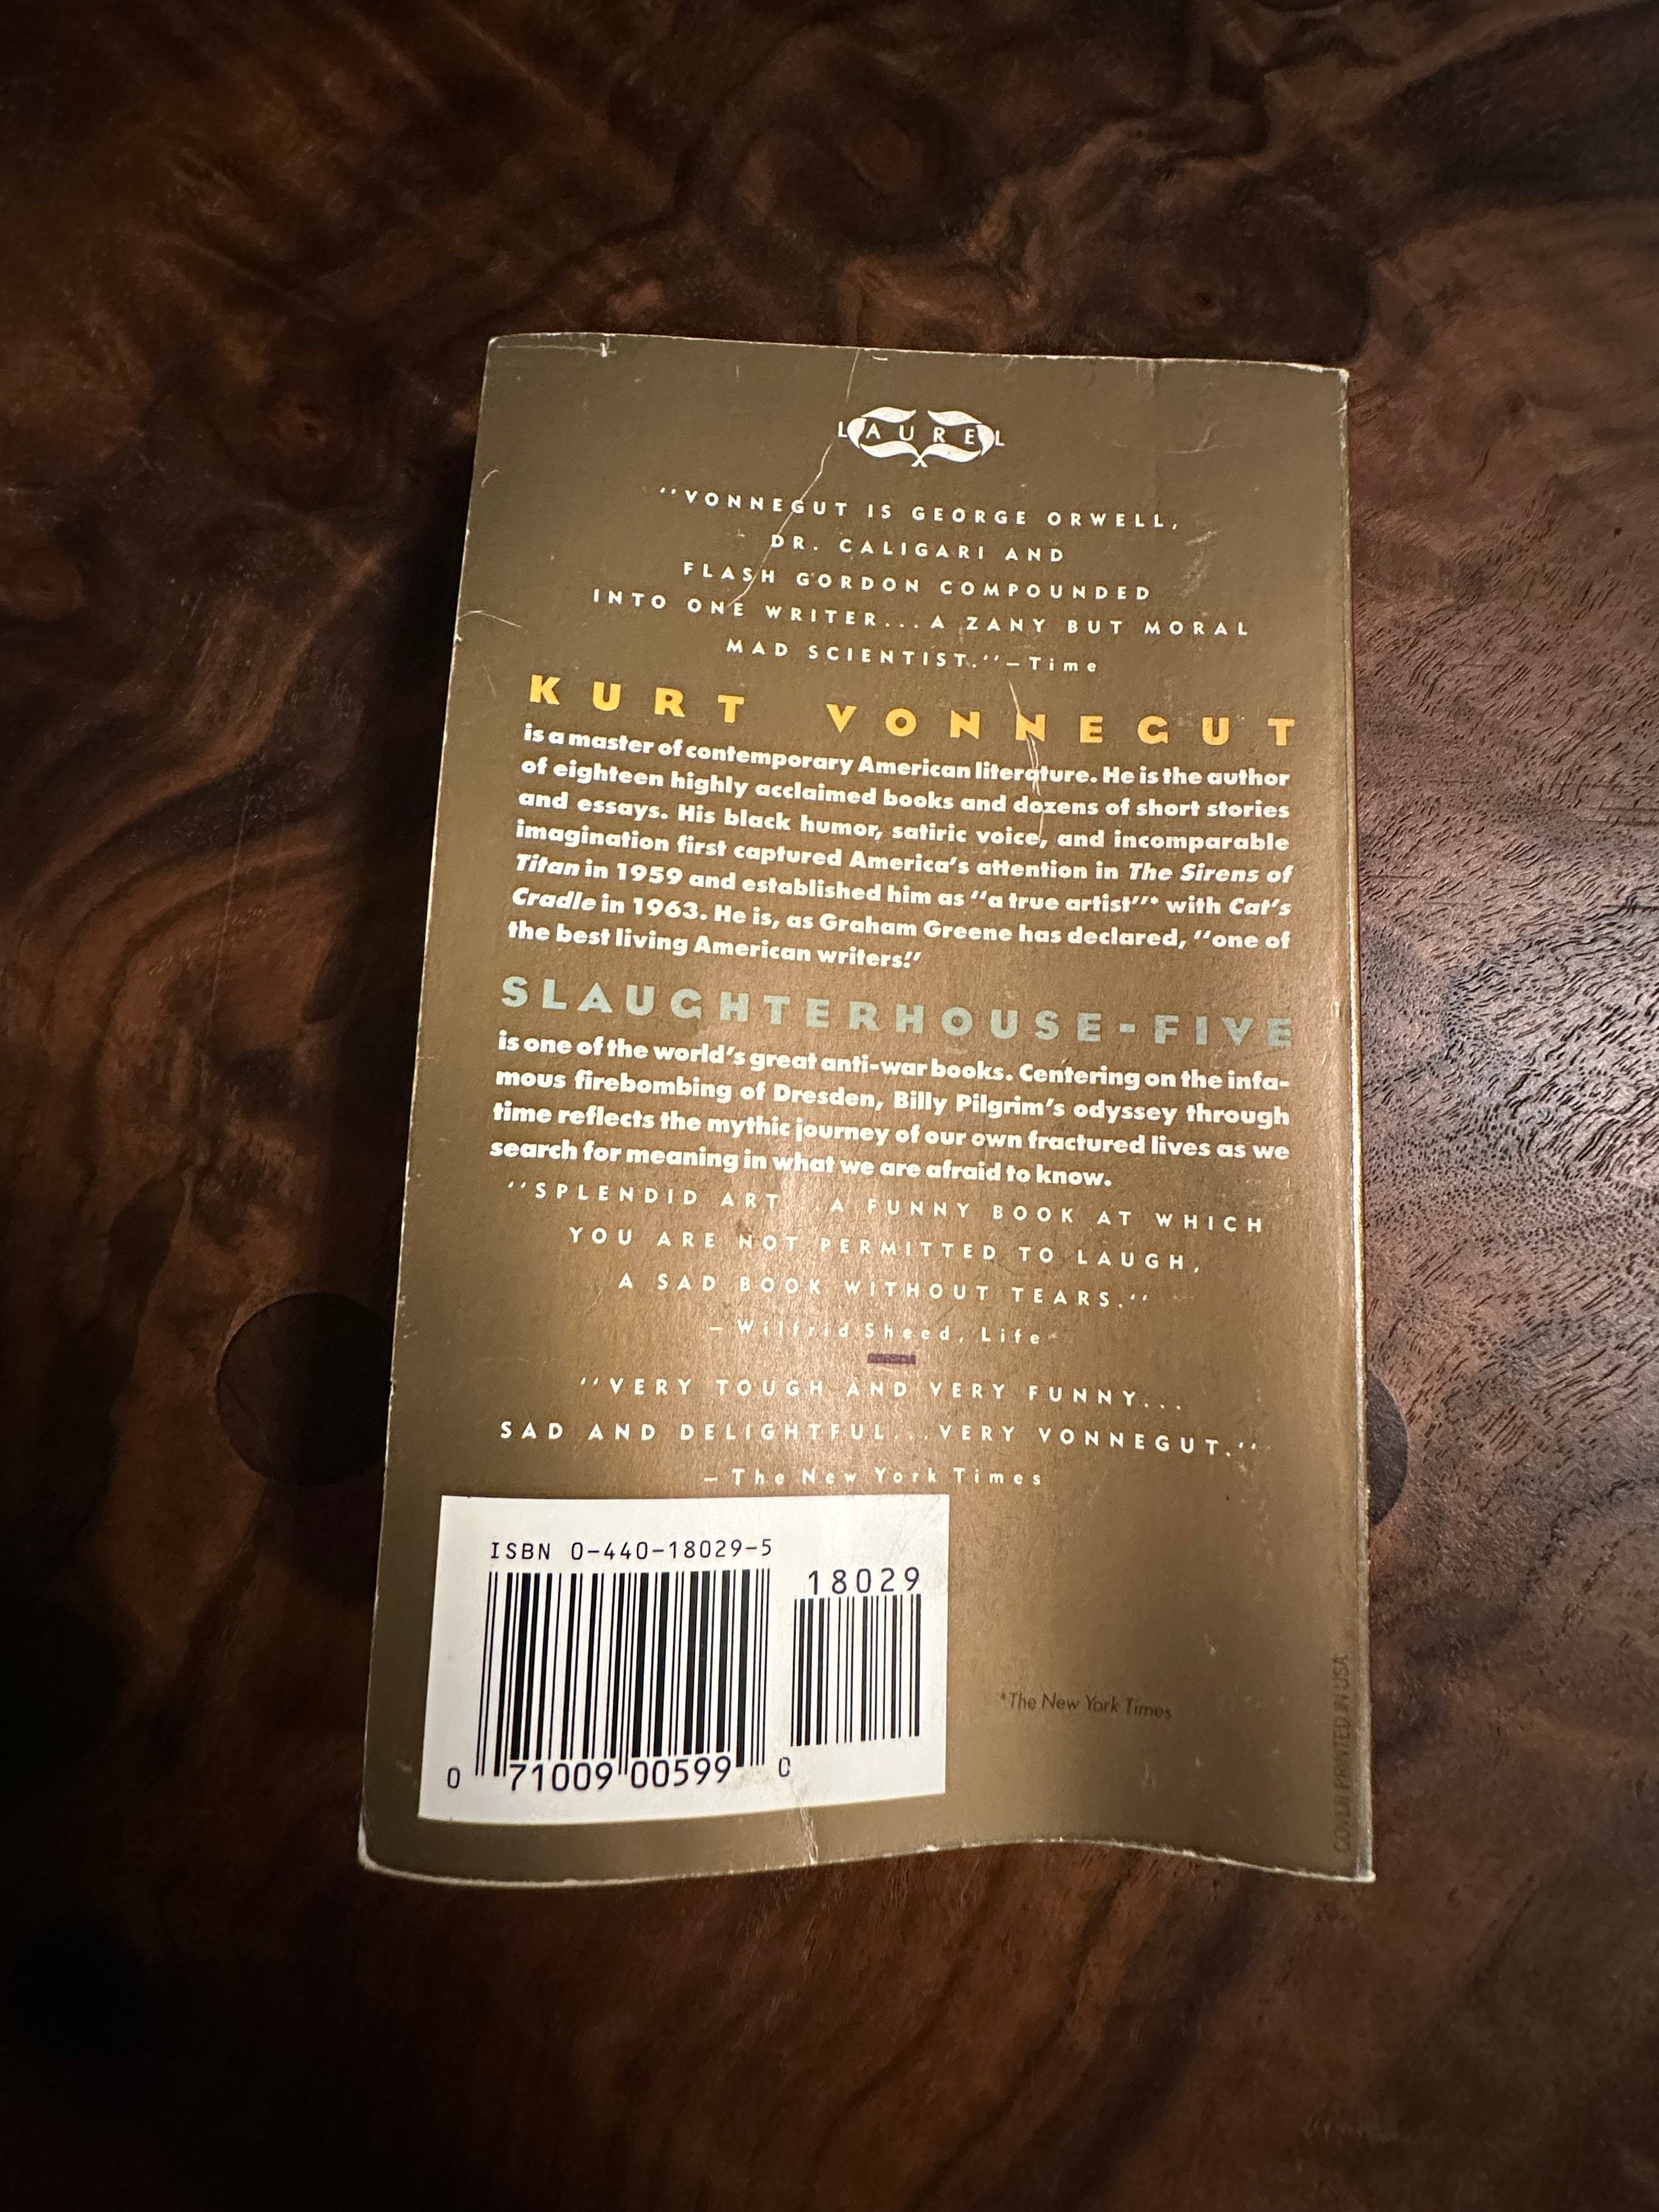 LAUREL
"VONNEGUT IS GEORGE ORWELL,
DR. CALIGARI AND
FLASH GORDON COMPOUNDED
INTO ONE WRITER...A ZANY BUT MORAL
MAD SCIENTIST."—Time
KURT VONNEGUT
is a master of contemporary American literature. He is the author
of eighteen highly acclaimed books and dozens of short stories
and essays. His black humor, satiric voice, and incomparable
imagination first captured America's attention in The Sirens of
Titan in 1959 and established him as "a true artist"* with Cat's
Cradle in 1963. He is, as Graham Greene has declared, "one of
the best living American writers."
SLAUGHTERHOUSE-FIVE
is one of the world's great anti-war books. Centering on the infa-
mous firebombing of Dresden, Billy Pilgrim's odyssey through
time reflects the mythic journey of our own fractured lives as we
search for meaning in what we are afraid to know.
"SPLENDID ART...A FUNNY BOOK AT WHICH
YOU ARE NOT PERMITTED TO LAUGH,
A SAD BOOK WITHOUT TEARS."
—Wilfrid Sheed, Life
"VERY TOUGH AND VERY FUNNY...
SAD AND DELIGHTFUL...VERY VONNEGUT."
—The New York Times
ISBN 0-440-18029-5
18029
0 71009 00599 C
*The New York Times
COVER PRINTED IN USA